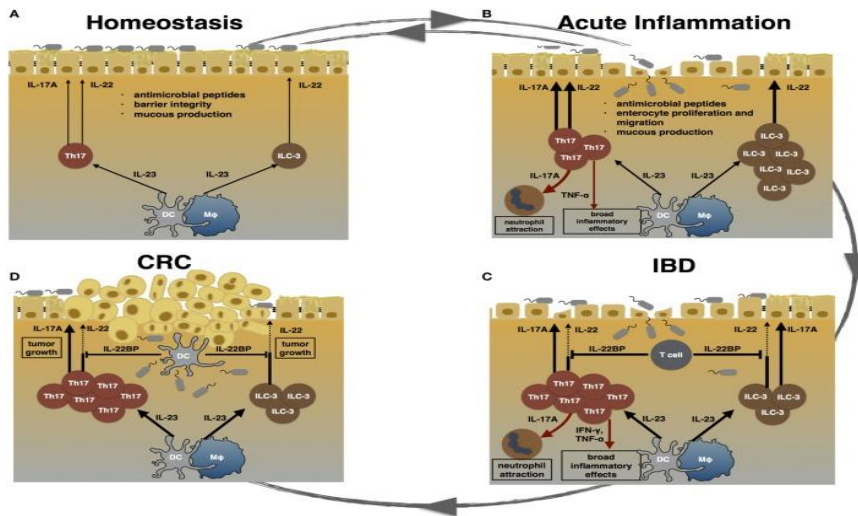 A
Homeostasis
IL-17A
IL-22
· antimicrobial peptides
· barrier integrity
· mucous production
IL-22
Th17
ILC-3
IL-23
IL-23
DC
Mϕ
B
Acute Inflammation
IL-17A
IL-22
· antimicrobial peptides
· enterocyte proliferation and
migration
· mucous production
IL-22
Th17
Th17
Th17
ILC-3
ILC-3
ILC-3
ILC-3
ILC-3
ILC-3
IL-17A
TNF-α
IL-23
IL-23
DC
Mϕ
neutrophil
attraction
broad
inflammatory
effects
D
CRC
IL-17A
IL-22
tumor
growth
IL-22BP
DC
IL-22BP
IL-22
tumor
growth
Th17
Th17
Th17
Th17
Th17
Th17
ILC-3
ILC-3
ILC-3
IL-23
IL-23
DC
Mϕ
C
IBD
IL-17A
IL-22
IL-22BP
T cell
IL-22BP
IL-22
IL-17A
Th17
Th17
Th17
Th17
Th17
Th17
ILC-3
ILC-3
ILC-3
IL-17A
IFN-γ,
TNF-α
IL-23
IL-23
DC
Mϕ
neutrophil
attraction
broad
inflammatory
effects